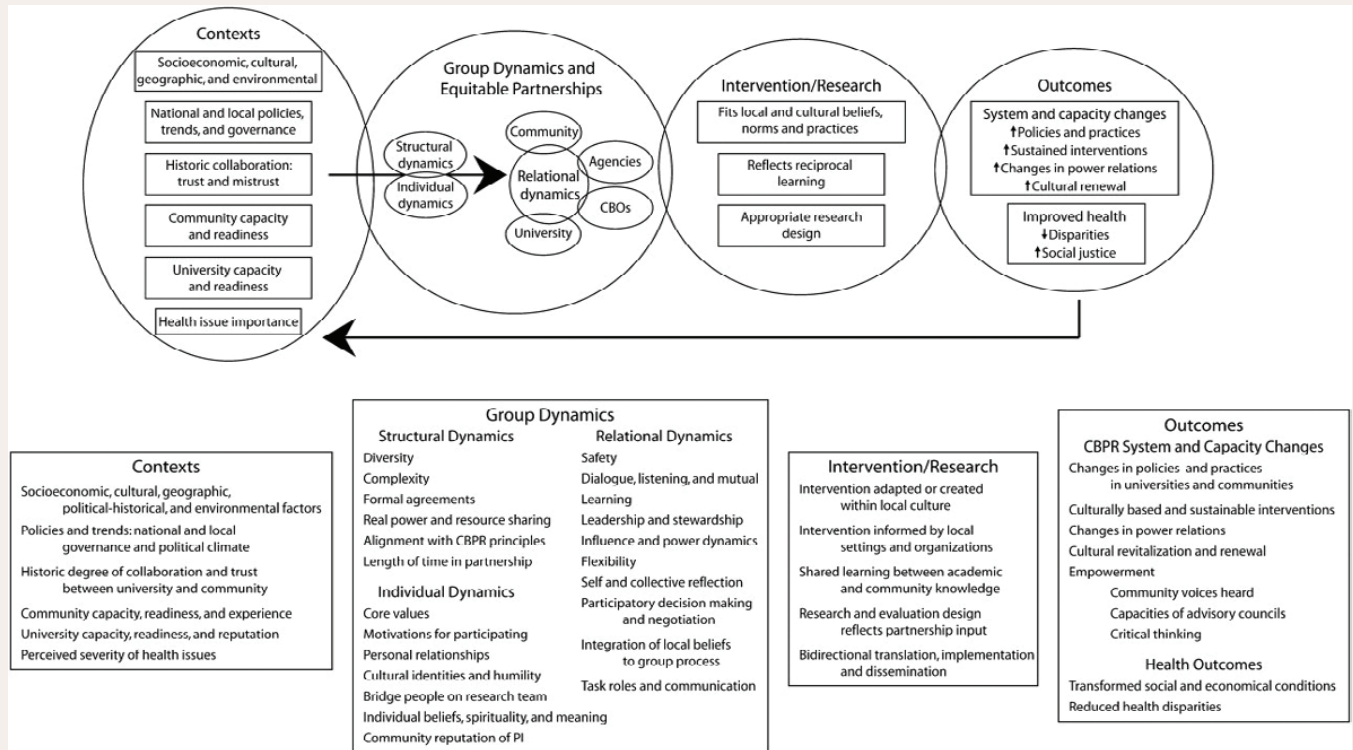 Contexts
Socioeconomic, cultural,
geographic, and environmental
National and local policies,
trends, and governance
Historic collaboration:
trust and mistrust
Community capacity
and readiness
University capacity
and readiness
Health issue importance
Group Dynamics and
Equitable Partnerships
Structural
dynamics
Individual
dynamics
Community
Agencies
Relational
dynamics
CBOs
University
Intervention/Research
Fits local and cultural beliefs,
norms and practices
Reflects reciprocal
learning
Appropriate research
design
Outcomes
System and capacity changes
↑Policies and practices
↑Sustained interventions
↑Changes in power relations
↑Cultural renewal
Improved health
↓Disparities
↑Social justice
Contexts
Socioeconomic, cultural, geographic,
political-historical, and environmental factors
Policies and trends: national and local
governance and political climate
Historic degree of collaboration and trust
between university and community
Community capacity, readiness, and experience
University capacity, readiness, and reputation
Perceived severity of health issues
Group Dynamics
Structural Dynamics
Diversity
Complexity
Formal agreements
Real power and resource sharing
Alignment with CBPR principles
Length of time in partnership
Individual Dynamics
Core values
Motivations for participating
Personal relationships
Cultural identities and humility
Bridge people on research team
Individual beliefs, spirituality, and meaning
Community reputation of PI
Relational Dynamics
Safety
Dialogue, listening, and mutual
Learning
Leadership and stewardship
Influence and power dynamics
Flexibility
Self and collective reflection
Participatory decision making
and negotiation
Integration of local beliefs
to group process
Task roles and communication
Intervention/Research
Intervention adapted or created
within local culture
Intervention informed by local
settings and organizations
Shared learning between academic
and community knowledge
Research and evaluation design
reflects partnership input
Bidirectional translation, implementation
and dissemination
Outcomes
CBPR System and Capacity Changes
Changes in policies and practices
in universities and communities
Culturally based and sustainable interventions
Changes in power relations
Cultural revitalization and renewal
Empowerment
Community voices heard
Capacities of advisory councils
Critical thinking
Health Outcomes
Transformed social and economical conditions
Reduced health disparities